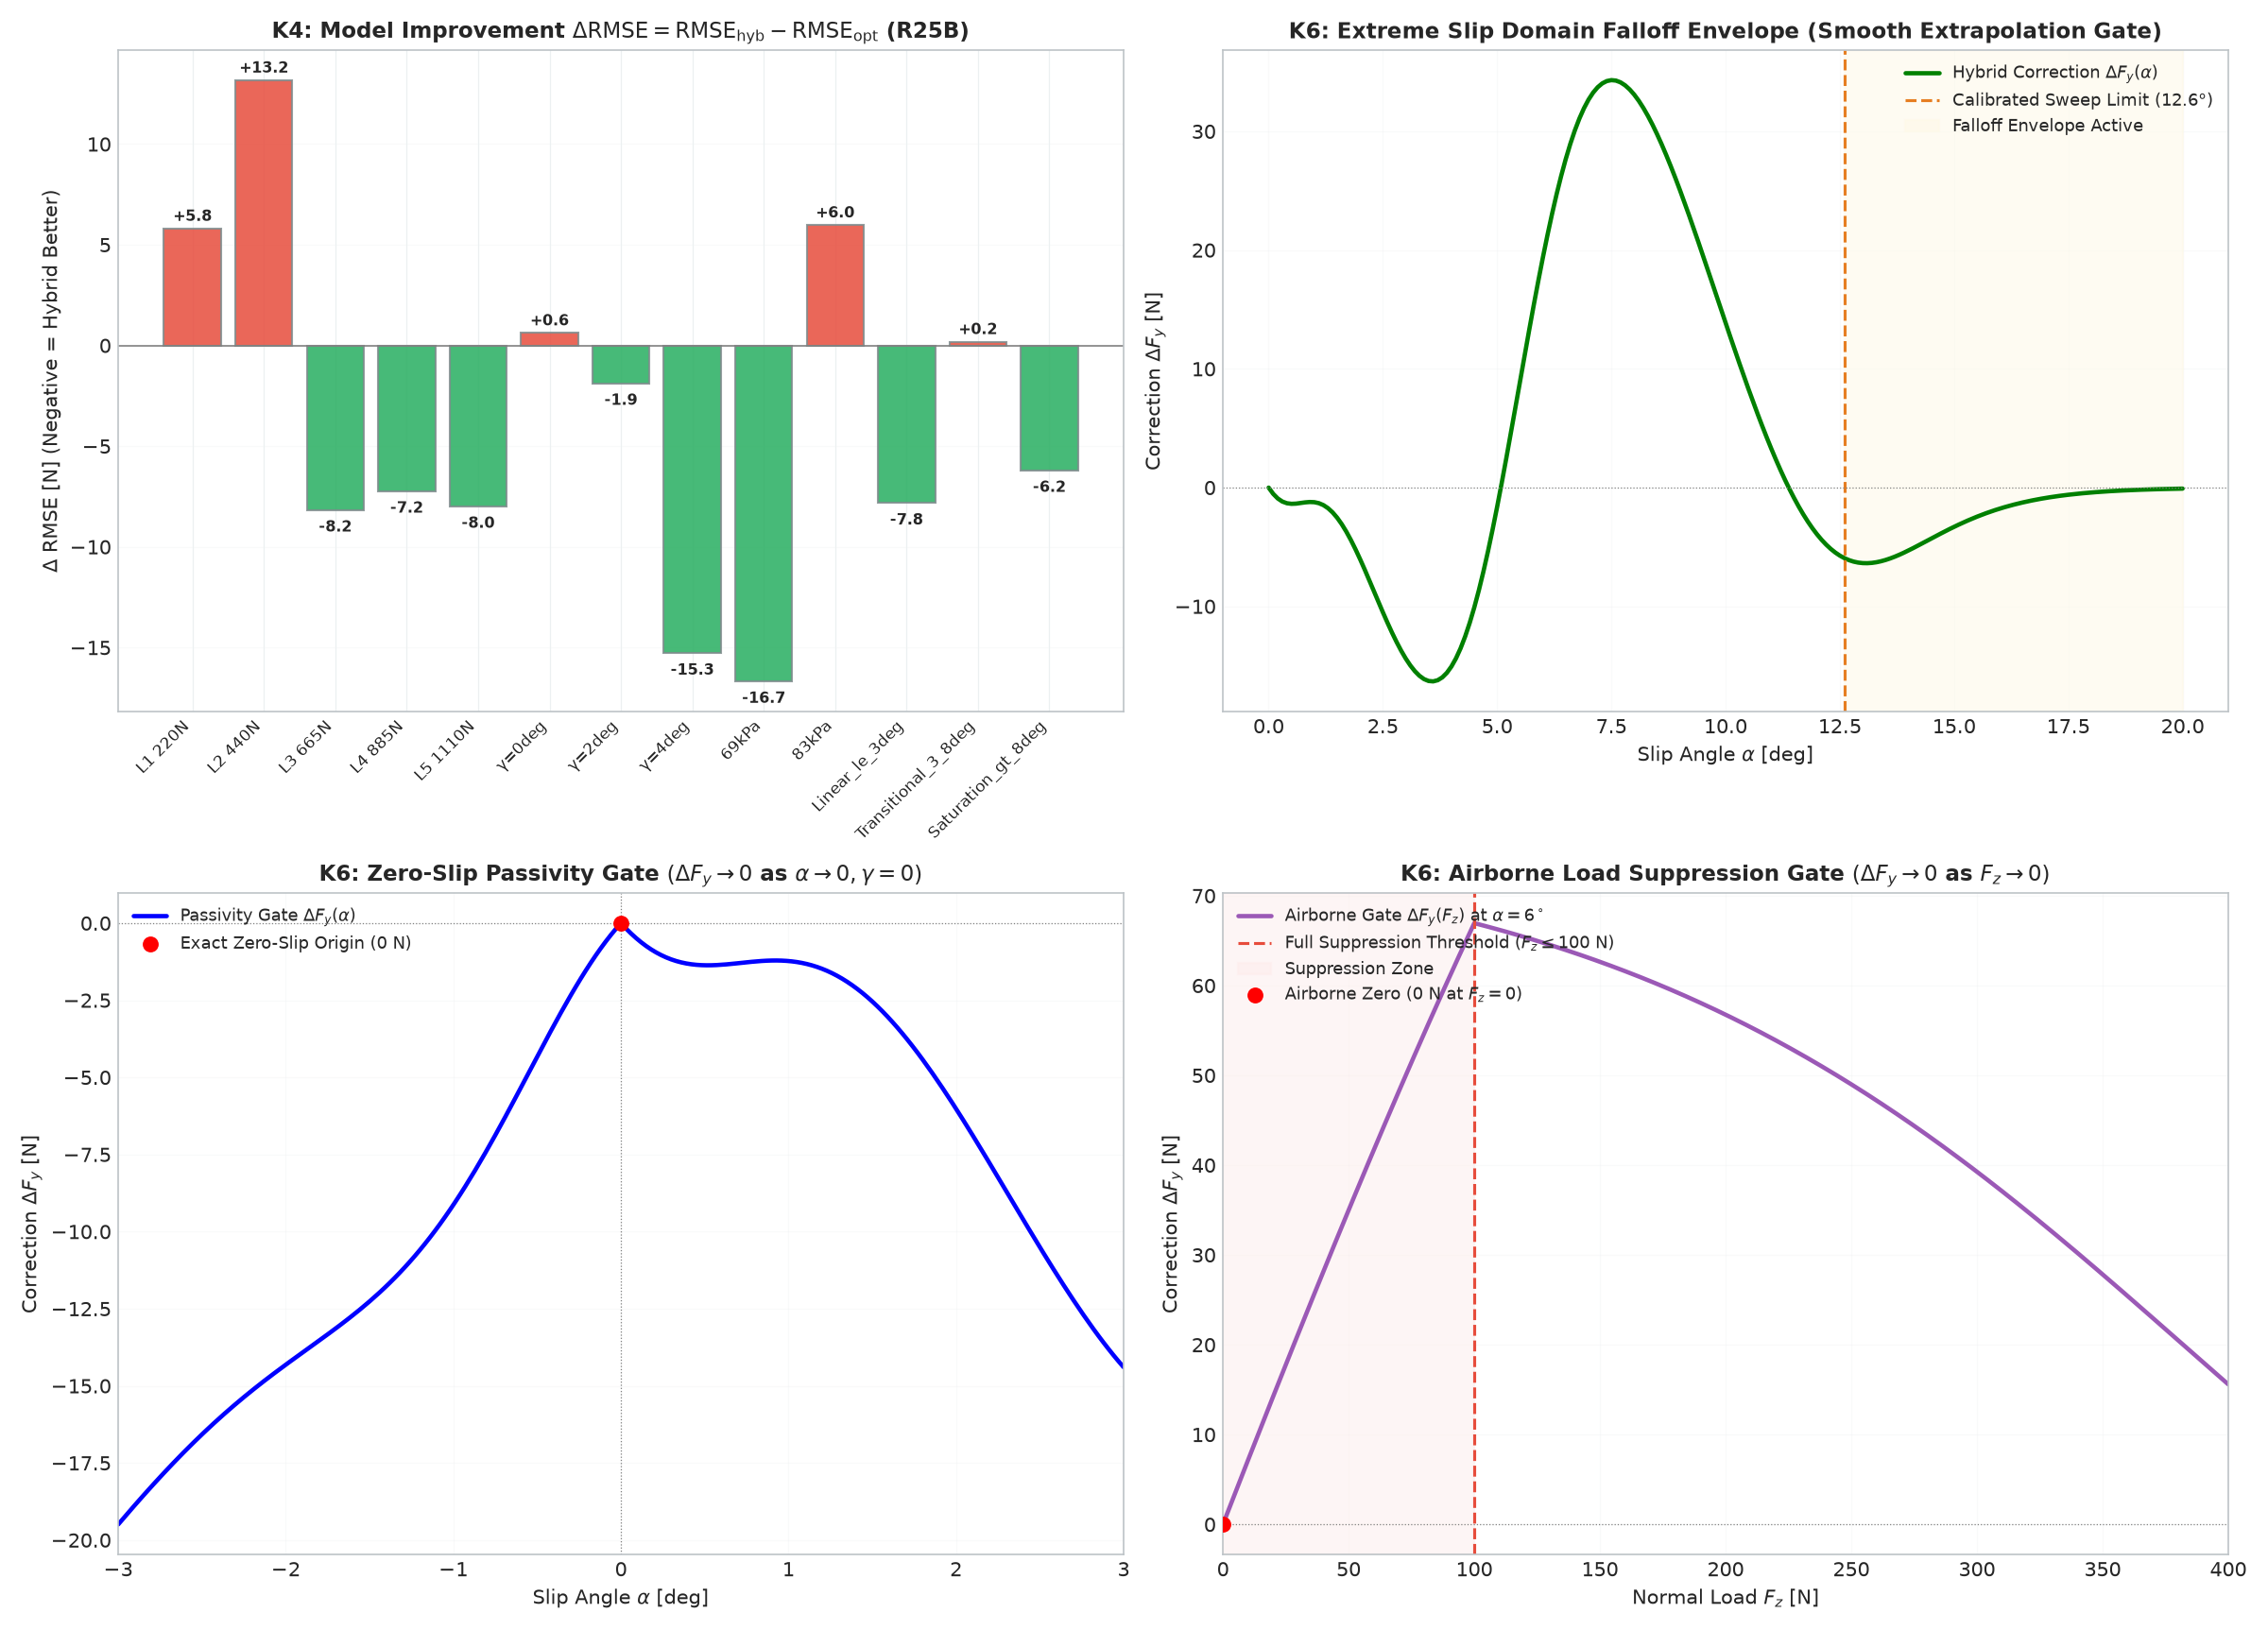 K4: Model Improvement ΔRMSE = RMSE_hyb − RMSE_opt (R25B)
Δ RMSE [N] (Negative = Hybrid Better)
10
5
0
−5
−10
−15
+5.8
+13.2
-8.2
-7.2
-8.0
+0.6
-1.9
-15.3
-16.7
+6.0
-7.8
+0.2
-6.2
L1 220N
L2 440N
L3 665N
L4 885N
L5 1110N
γ=0deg
γ=2deg
γ=4deg
69kPa
83kPa
Linear_le_3deg
Transitional_3_8deg
Saturation_gt_8deg
K6: Extreme Slip Domain Falloff Envelope (Smooth Extrapolation Gate)
Hybrid Correction ΔF_y(α)
Calibrated Sweep Limit (12.6°)
Falloff Envelope Active
Correction ΔF_y [N]
30
20
10
0
−10
0.0 2.5 5.0 7.5 10.0 12.5 15.0 17.5 20.0
Slip Angle α [deg]
K6: Zero-Slip Passivity Gate (ΔF_y → 0 as α → 0, γ = 0)
Passivity Gate ΔF_y(α)
Exact Zero-Slip Origin (0 N)
Correction ΔF_y [N]
0.0
−2.5
−5.0
−7.5
−10.0
−12.5
−15.0
−17.5
−20.0
−3 −2 −1 0 1 2 3
Slip Angle α [deg]
K6: Airborne Load Suppression Gate (ΔF_y → 0 as F_z → 0)
Airborne Gate ΔF_y(F_z) at α = 6°
Full Suppression Threshold (F_z ≤ 100 N)
Suppression Zone
Airborne Zero (0 N at F_z = 0)
Correction ΔF_y [N]
70
60
50
40
30
20
10
0
0 50 100 150 200 250 300 350 400
Normal Load F_z [N]